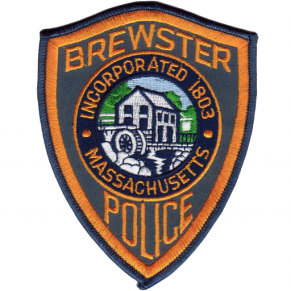 BREWSTER
INCORPORATED 1803
MASSACHUSETTS
POLICE